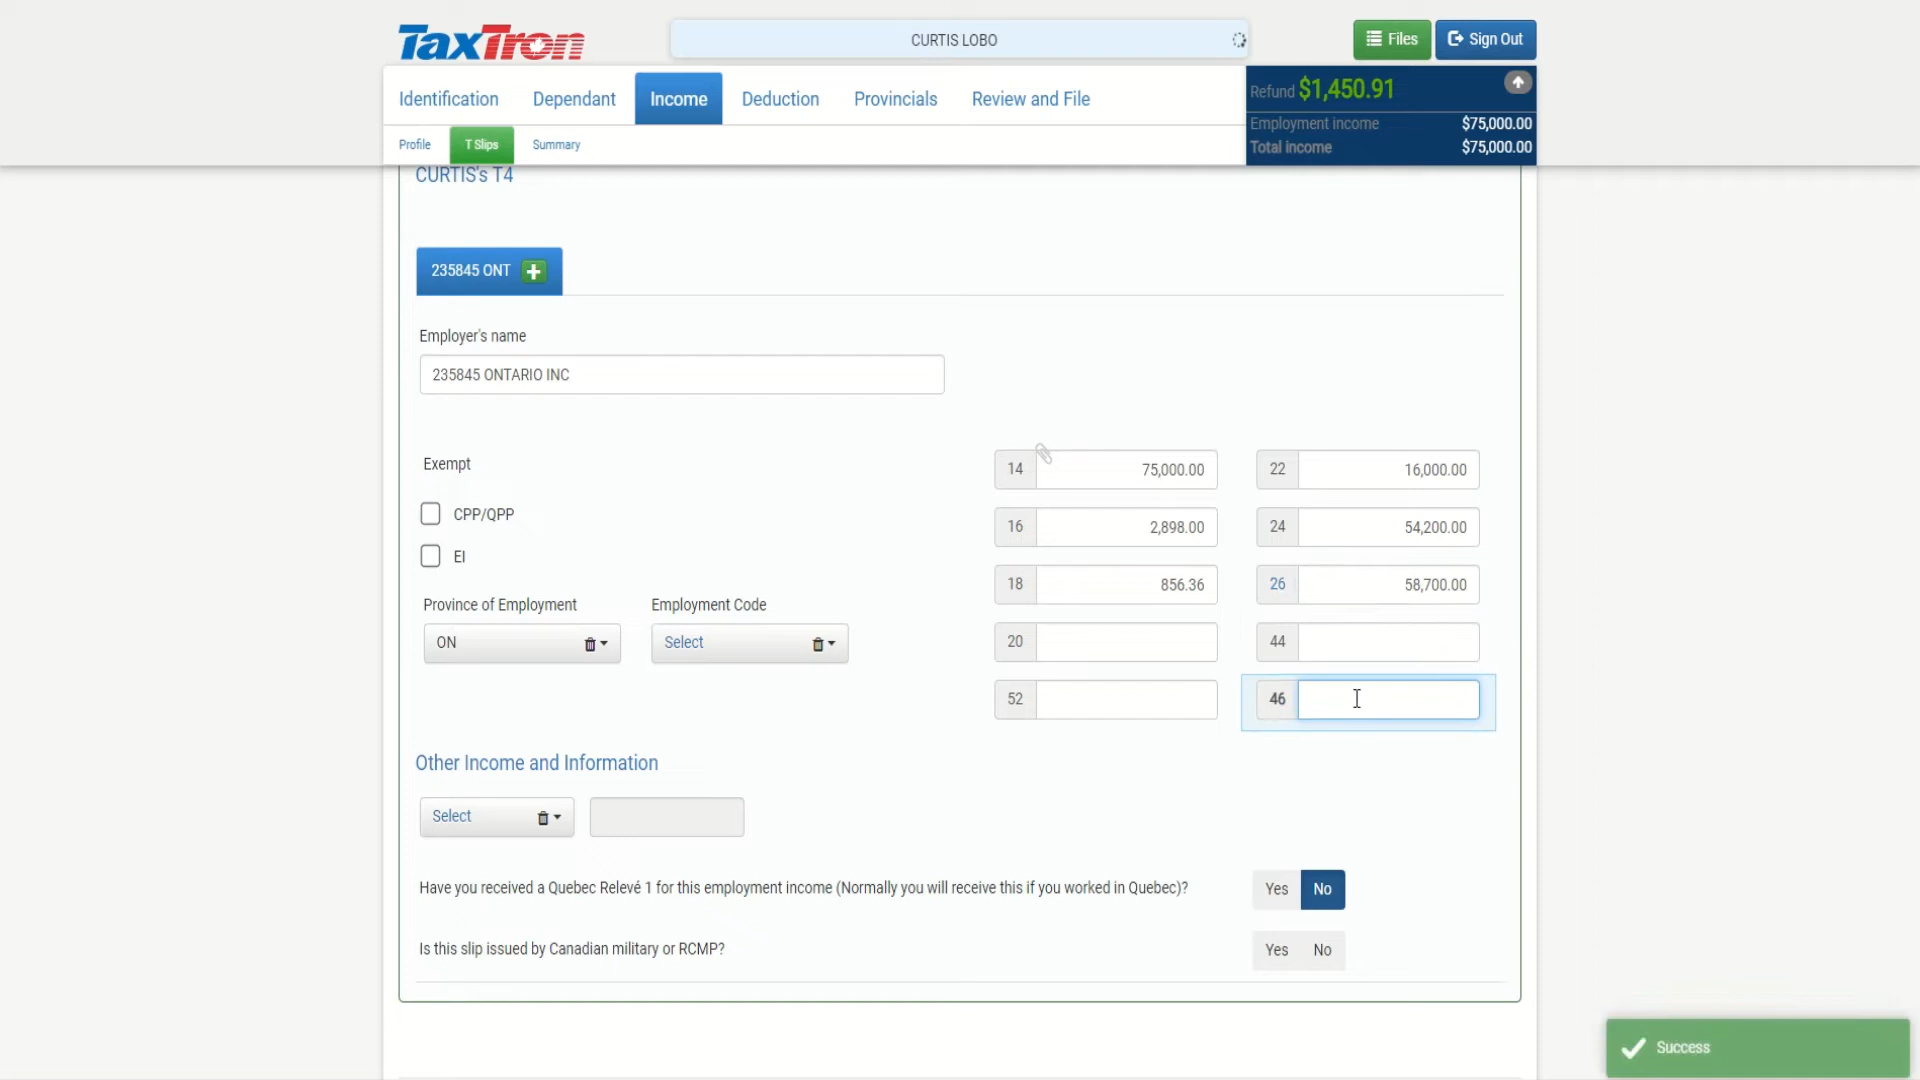 TaxTron
CURTIS LOBO
Files
Sign Out
Identification
Dependant
Income
Deduction
Provincials
Review and File
Refund $1,450.91
Employment income $75,000.00
Total income $75,000.00
Profile
T Slips
Summary
CURTIS's T4
235845 ONT
Employer's name
235845 ONTARIO INC
Exempt
CPP/QPP
EI
Province of Employment
Employment Code
ON
Select
14 75,000.00
22 16,000.00
16 2,898.00
24 54,200.00
18 856.36
26 58,700.00
20
44
52
46
Other Income and Information
Select
Have you received a Quebec Relevé 1 for this employment income (Normally you will receive this if you worked in Quebec)?
Yes No
Is this slip issued by Canadian military or RCMP?
Yes No
Success